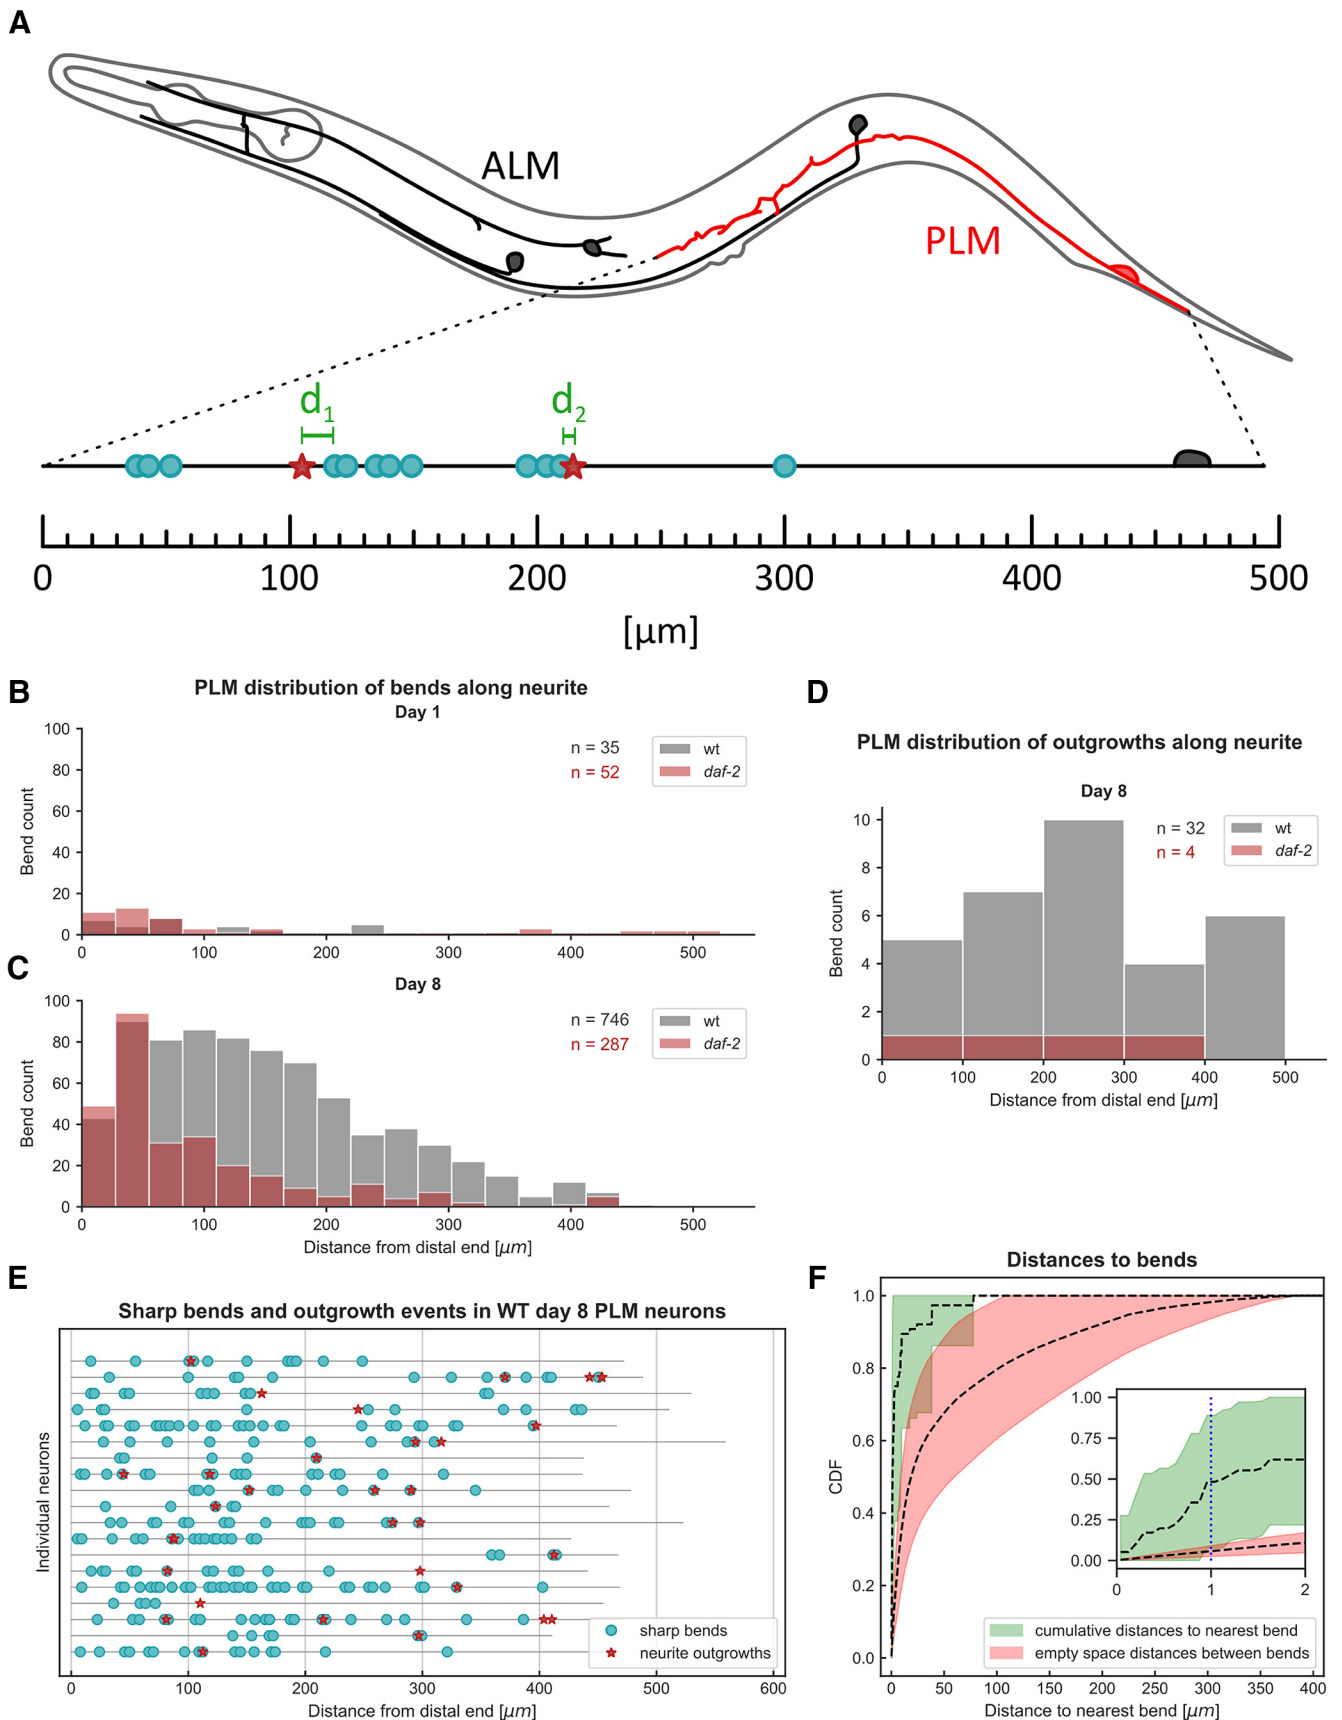 A
ALM
PLM
d1
d2
0 100 200 300 400 500
[μm]
B
PLM distribution of bends along neurite
Day 1
100
80
60
40
20
0
Bend count
n = 35
n = 52
wt
daf-2
0 100 200 300 400 500
C
Day 8
100
80
60
40
20
0
Bend count
n = 746
n = 287
wt
daf-2
0 100 200 300 400 500
Distance from distal end [μm]
D
PLM distribution of outgrowths along neurite
Day 8
10
8
6
4
2
0
Bend count
n = 32
n = 4
wt
daf-2
0 100 200 300 400 500
Distance from distal end [μm]
E
Sharp bends and outgrowth events in WT day 8 PLM neurons
Individual neurons
sharp bends
neurite outgrowths
0 100 200 300 400 500 600
Distance from distal end [μm]
F
Distances to bends
1.0
0.8
0.6
0.4
0.2
0.0
CDF
1.00
0.75
0.50
0.25
0.00
0 1 2
cumulative distances to nearest bend
empty space distances between bends
0 50 100 150 200 250 300 350 400
Distance to nearest bend [μm]